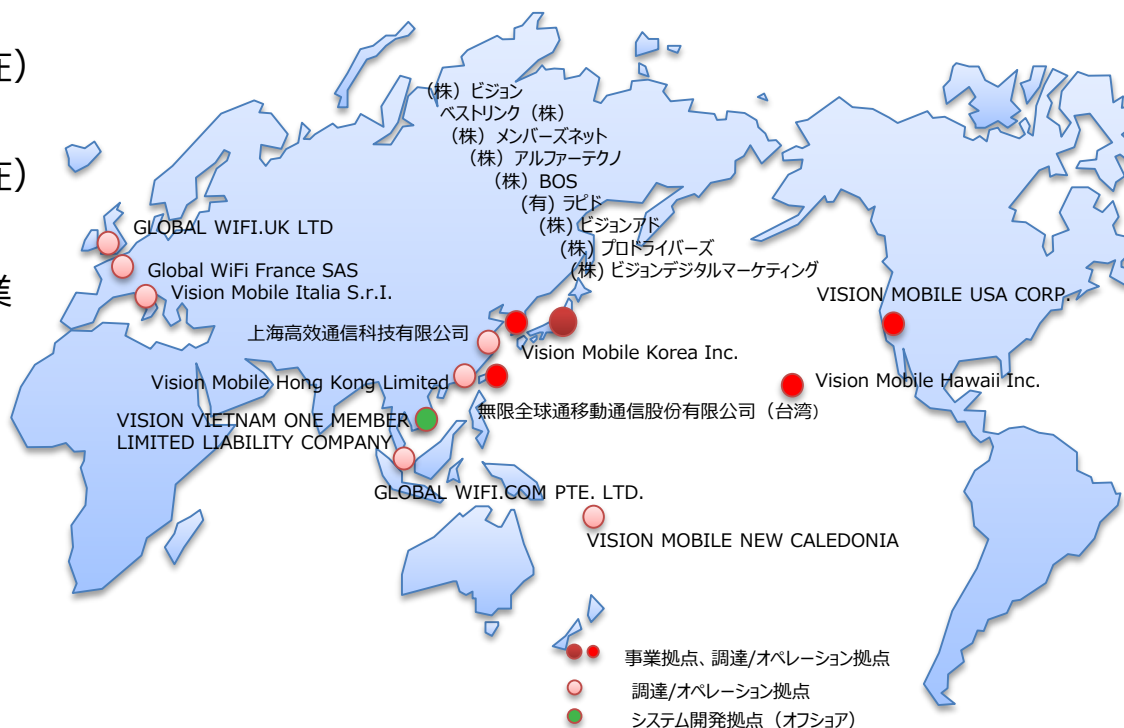 在）
（株）ビジョン
ベストリンク（株）
（株）メンバーズネット
在）
（株）アルファーテクノ
（株）BOS
(有) ラピド
GLOBAL WIFI.UK LTD
(株) ビジョンアド
(株) プロドライバーズ
Global WiFi France SAS
(株) ビジョンデジタルマーケティング
業
Vision Mobile Italia S.r.I.
VISION MOBILE USA CORP.
上海高效通信科技有限公司
Vision Mobile Korea Inc.
Vision Mobile Hong Kong Limited
Vision Mobile Hawaii Inc.
無限全球通移動通信股份有限公司（台湾）
VISION VIETNAM ONE MEMBER
LIMITED LIABILITY COMPANY
GLOBAL WIFI.COM PTE. LTD.
VISION MOBILE NEW CALEDONIA
事業拠点、調達/オペレーション拠点
調達/オペレーション拠点
システム開発拠点（オフショア）